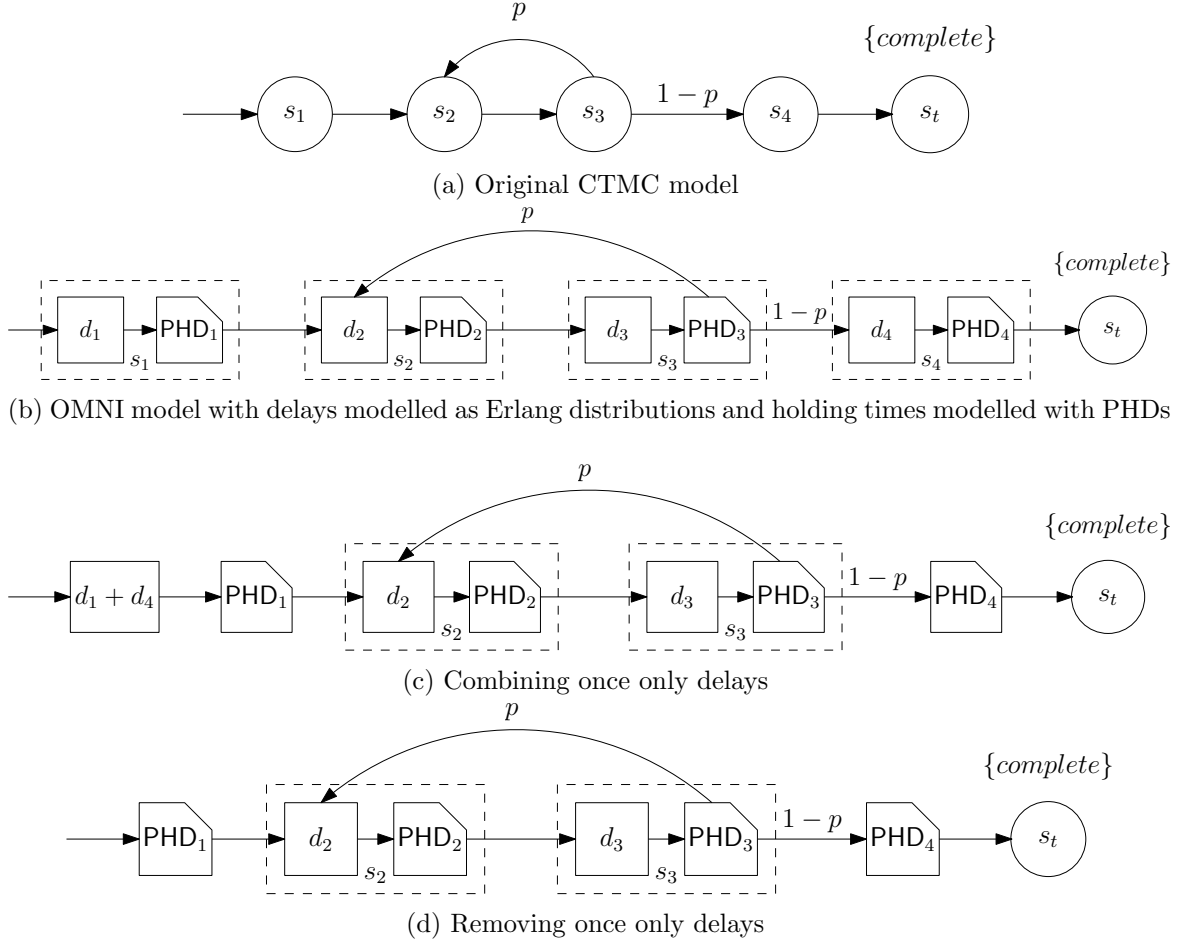 p
{complete}
s₁ s₂ s₃ 1 − p s₄ sₜ
(a) Original CTMC model
p
{complete}
d₁ PHD₁ d₂ PHD₂ d₃ PHD₃ 1−p d₄ PHD₄ sₜ
s₁ s₂ s₃ s₄
(b) OMNI model with delays modelled as Erlang distributions and holding times modelled with PHDs
p
{complete}
d₁ + d₄ PHD₁ d₂ PHD₂ d₃ PHD₃ 1 − p PHD₄ sₜ
s₂ s₃
(c) Combining once only delays
p
{complete}
PHD₁ d₂ PHD₂ d₃ PHD₃ 1 − p PHD₄ sₜ
s₂ s₃
(d) Removing once only delays